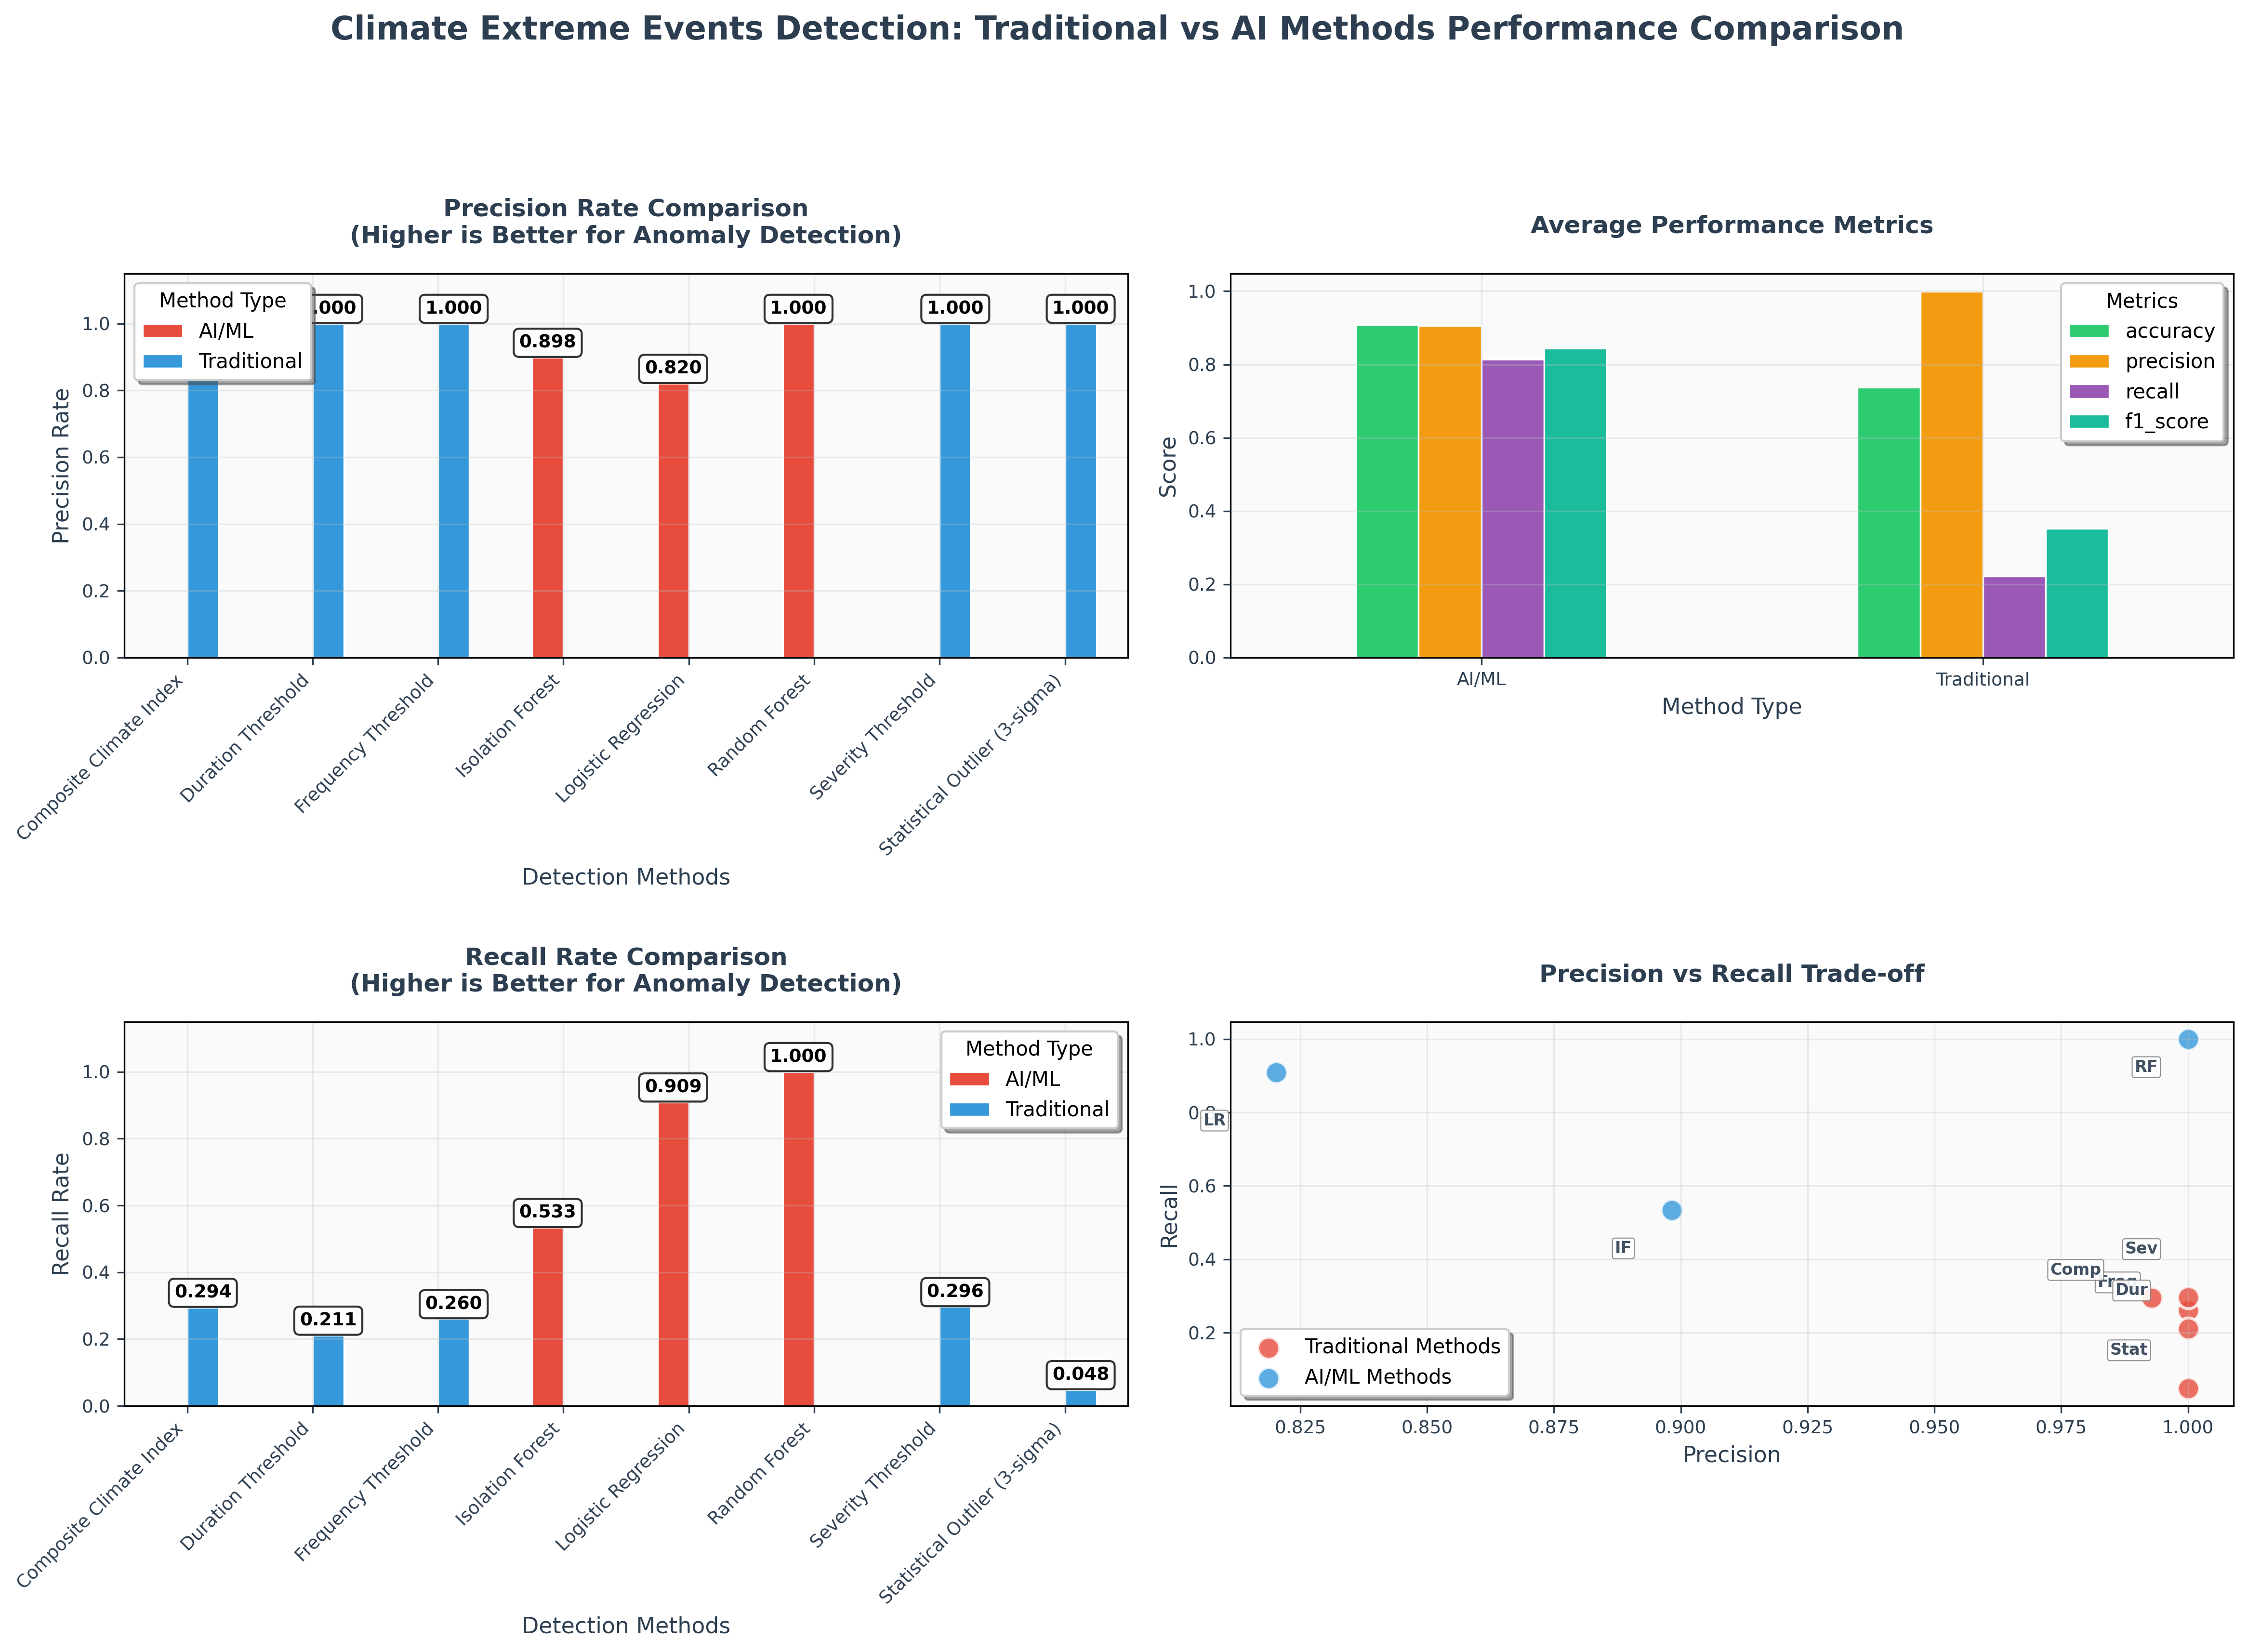 Climate Extreme Events Detection: Traditional vs AI Methods Performance Comparison
Precision Rate Comparison
(Higher is Better for Anomaly Detection)
Method Type
AI/ML
Traditional
.000
1.000
0.898
0.820
1.000
1.000
1.000
1.0
0.8
0.6
0.4
0.2
0.0
Precision Rate
Composite Climate Index
Duration Threshold
Frequency Threshold
Isolation Forest
Logistic Regression
Random Forest
Severity Threshold
Statistical Outlier (3-sigma)
Detection Methods
Average Performance Metrics
Metrics
accuracy
precision
recall
f1_score
1.0
0.8
0.6
0.4
0.2
0.0
Score
AI/ML
Traditional
Method Type
Recall Rate Comparison
(Higher is Better for Anomaly Detection)
Method Type
AI/ML
Traditional
0.294
0.211
0.260
0.533
0.909
1.000
0.296
0.048
1.0
0.8
0.6
0.4
0.2
0.0
Recall Rate
Composite Climate Index
Duration Threshold
Frequency Threshold
Isolation Forest
Logistic Regression
Random Forest
Severity Threshold
Statistical Outlier (3-sigma)
Detection Methods
Precision vs Recall Trade-off
1.0
0.8
0.6
0.4
0.2
Recall
RF
LR
IF
Sev
Comp
Freq
Dur
Stat
Traditional Methods
AI/ML Methods
0.825
0.850
0.875
0.900
0.925
0.950
0.975
1.000
Precision